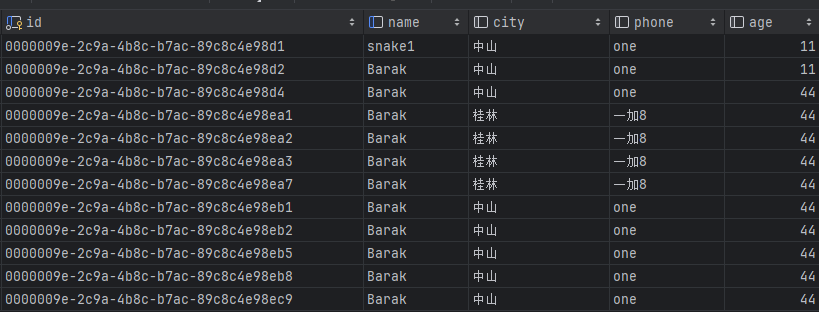 id name city phone age
0000009e-2c9a-4b8c-b7ac-89c8c4e98d1 snake1 中山 one 11
0000009e-2c9a-4b8c-b7ac-89c8c4e98d2 Barak 中山 one 11
0000009e-2c9a-4b8c-b7ac-89c8c4e98d4 Barak 中山 one 44
0000009e-2c9a-4b8c-b7ac-89c8c4e98ea1 Barak 桂林 一加8 44
0000009e-2c9a-4b8c-b7ac-89c8c4e98ea2 Barak 桂林 一加8 44
0000009e-2c9a-4b8c-b7ac-89c8c4e98ea3 Barak 桂林 一加8 44
0000009e-2c9a-4b8c-b7ac-89c8c4e98ea7 Barak 桂林 一加8 44
0000009e-2c9a-4b8c-b7ac-89c8c4e98eb1 Barak 中山 one 44
0000009e-2c9a-4b8c-b7ac-89c8c4e98eb2 Barak 中山 one 44
0000009e-2c9a-4b8c-b7ac-89c8c4e98eb5 Barak 中山 one 44
0000009e-2c9a-4b8c-b7ac-89c8c4e98eb8 Barak 中山 one 44
0000009e-2c9a-4b8c-b7ac-89c8c4e98ec9 Barak 中山 one 44